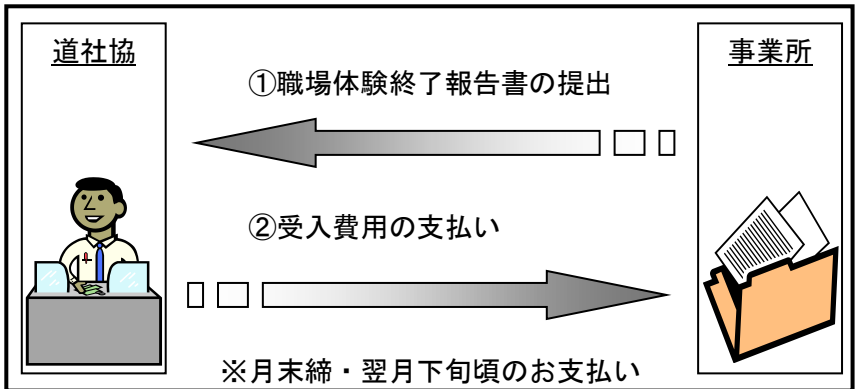 道社協
事業所
①職場体験終了報告書の提出
②受入費用の支払い
※月末締・翌月下旬頃のお支払い